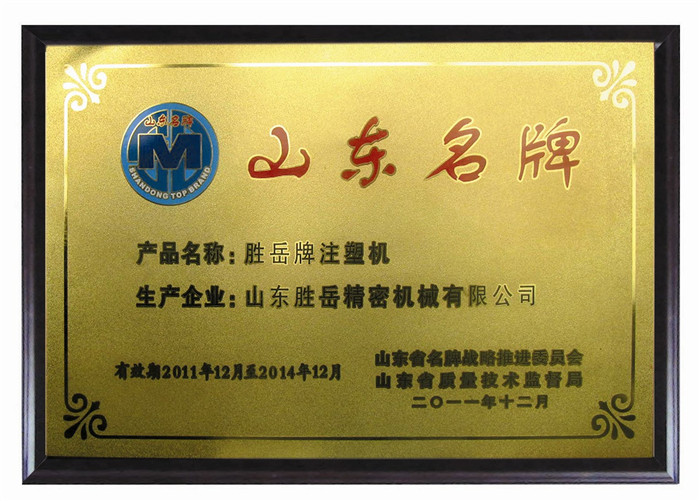 山东名牌
SHANDONG TOP BRAND
山东名牌
产品名称：胜岳牌注塑机
生产企业：山东胜岳精密机械有限公司
有效期2011年12月至2014年12月
山东省名牌战略推进委员会
山东省质量技术监督局
二〇一一年十二月